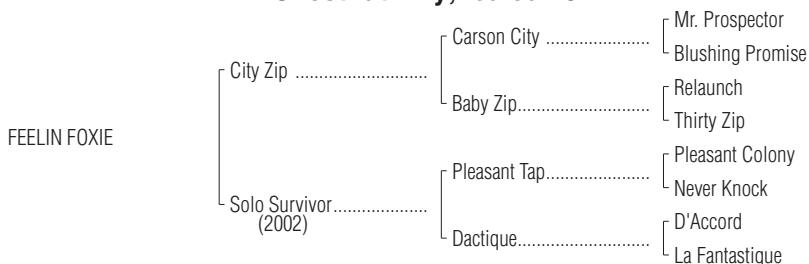 Mr. Prospector
Carson City ......................
Blushing Promise
City Zip ............................
Relaunch
Baby Zip............................
Thirty Zip
FEELIN FOXIE
Pleasant Colony
Pleasant Tap......................
Never Knock
Solo Survivor....................
(2002)
D'Accord
Dactique............................
La Fantastique